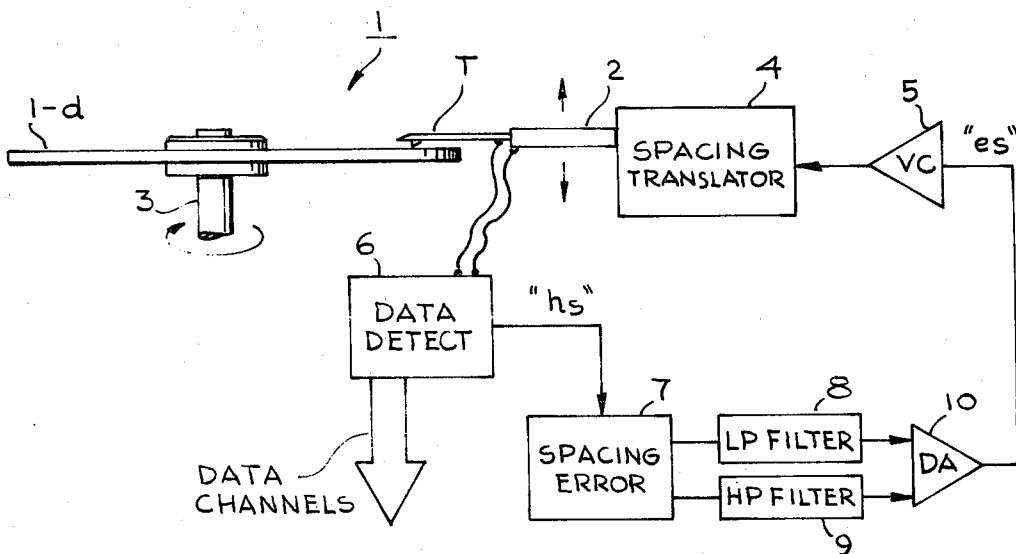 1
1-d
T
2
4
5
3
SPACING
TRANSLATOR
VC
"es"
6
DATA
DETECT
"hs"
7
8
10
SPACING
ERROR
LP FILTER
HP FILTER
DA
9
DATA
CHANNELS